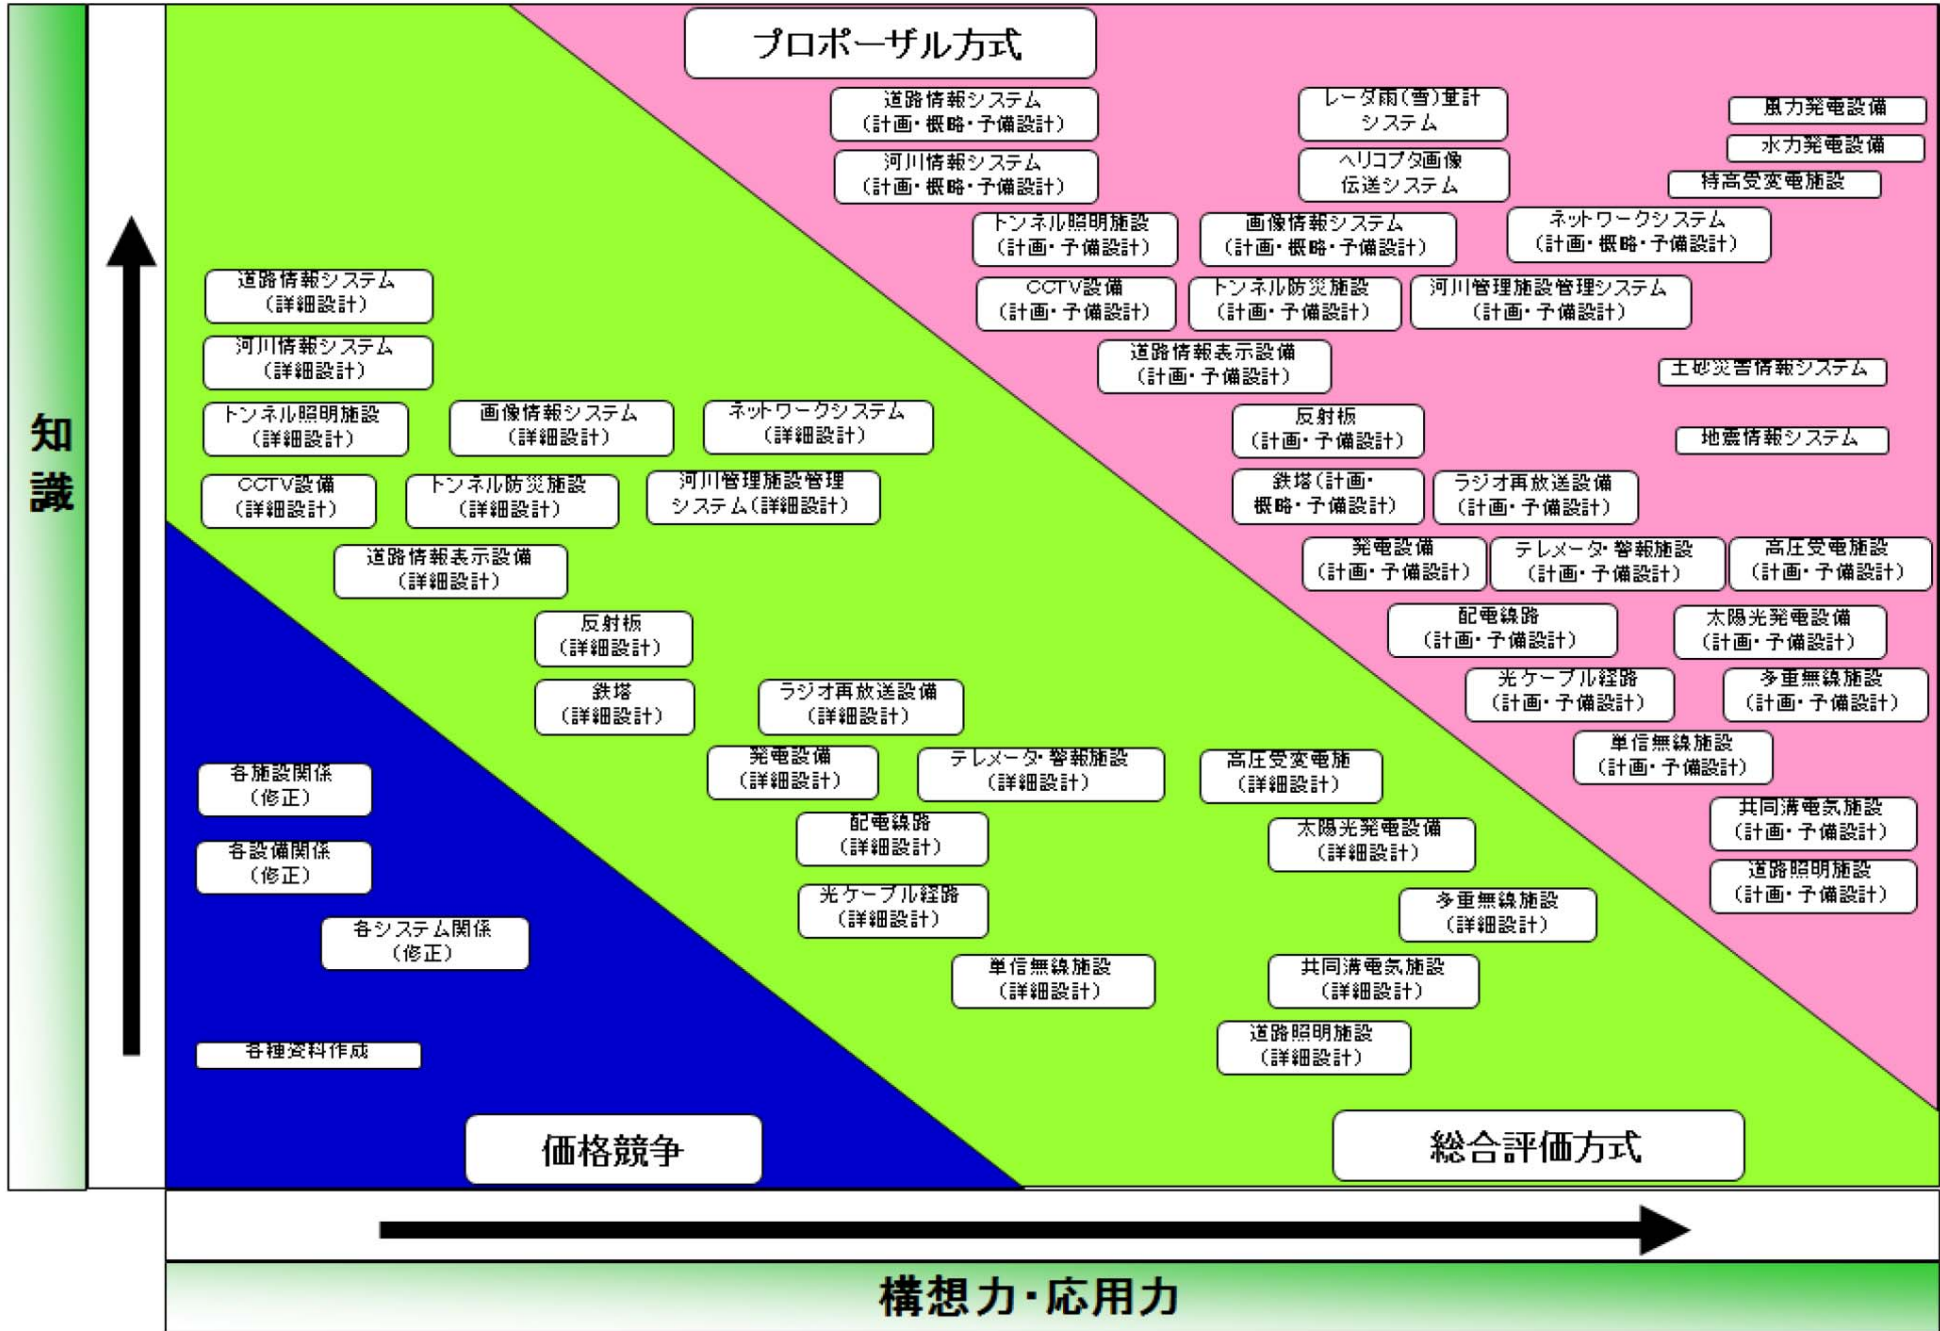 プロポーザル方式
道路情報システム
(計画・概略・予備設計)
レーダ雨(雪)量計
システム
風力発電設備
水力発電設備
河川情報システム
(計画・概略・予備設計)
ヘリコプタ画像
伝送システム
特高受変電施設
トンネル照明施設
(計画・予備設計)
画像情報システム
(計画・概略・予備設計)
ネットワークシステム
(計画・概略・予備設計)
CCTV設備
(計画・予備設計)
トンネル防災施設
(計画・予備設計)
河川管理施設管理システム
(計画・予備設計)
道路情報表示設備
(計画・予備設計)
土砂災害情報システム
反射板
(計画・予備設計)
地震情報システム
鉄塔(計画・
概略・予備設計)
ラジオ再放送設備
(計画・予備設計)
発電設備
(計画・予備設計)
テレメータ・警報施設
(計画・予備設計)
高圧受電施設
(計画・予備設計)
配電線路
(計画・予備設計)
太陽光発電設備
(計画・予備設計)
光ケーブル経路
(計画・予備設計)
多重無線施設
(計画・予備設計)
単信無線施設
(計画・予備設計)
共同溝電気施設
(計画・予備設計)
道路照明施設
(計画・予備設計)
道路情報システム
(詳細設計)
河川情報システム
(詳細設計)
トンネル照明施設
(詳細設計)
画像情報システム
(詳細設計)
ネットワークシステム
(詳細設計)
CCTV設備
(詳細設計)
トンネル防災施設
(詳細設計)
河川管理施設管理
システム(詳細設計)
道路情報表示設備
(詳細設計)
反射板
(詳細設計)
鉄塔
(詳細設計)
ラジオ再放送設備
(詳細設計)
発電設備
(詳細設計)
テレメータ・警報施設
(詳細設計)
高圧受変電施
(詳細設計)
配電線路
(詳細設計)
太陽光発電設備
(詳細設計)
光ケーブル経路
(詳細設計)
多重無線施設
(詳細設計)
単信無線施設
(詳細設計)
共同溝電気施設
(詳細設計)
道路照明施設
(詳細設計)
総合評価方式
各施設関係
(修正)
各設備関係
(修正)
各システム関係
(修正)
各種資料作成
価格競争
知識
構想力・応用力